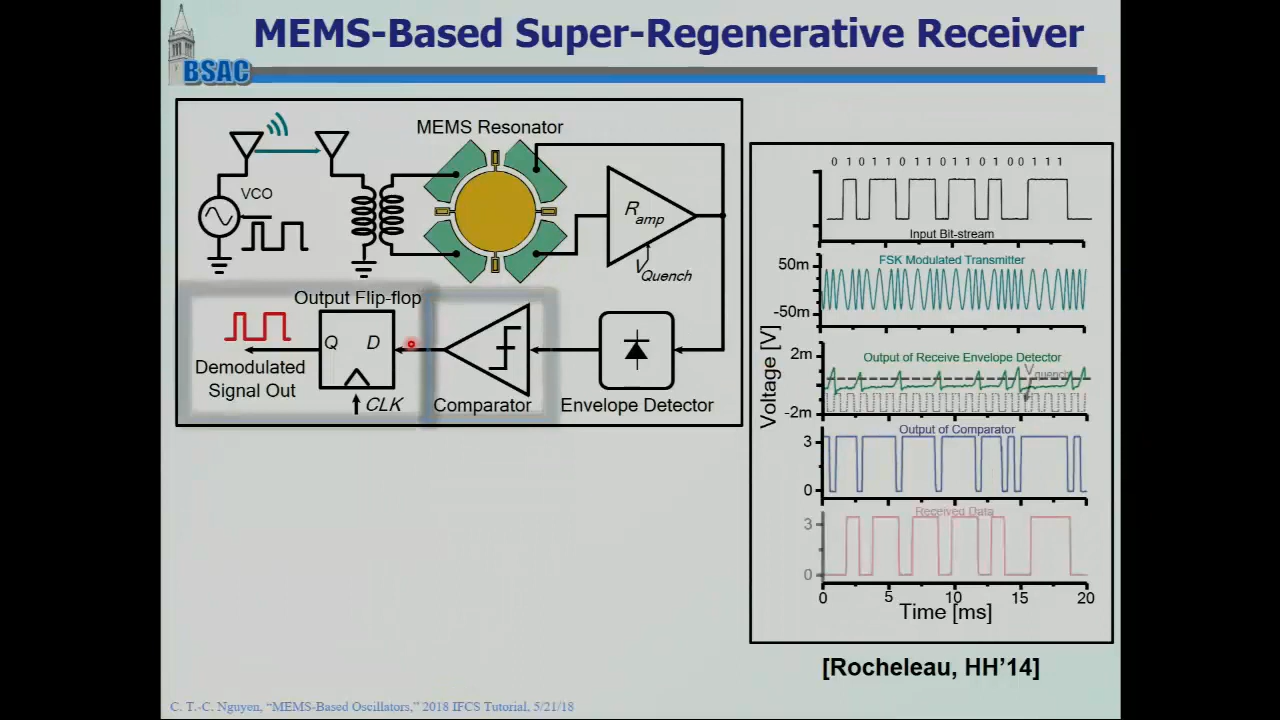 MEMS-Based Super-Regenerative Receiver
BSAC
MEMS Resonator
VCO
Ramp
VQuench
Output Flip-flop
Q D
Demodulated
Signal Out
CLK
Comparator
Envelope Detector
0 1 0 1 1 0 1 1 0 1 1 0 1 0 0 1 1 1
Input Bit-stream
FSK Modulated Transmitter
50m
-50m
Output of Receive Envelope Detector
2m
Vquench
-2m
Output of Comparator
3
0
Received Data
3
0
0 5 10 15 20
Time [ms]
Voltage [V]
[Rocheleau, HH’14]
C. T.-C. Nguyen, “MEMS-Based Oscillators,” 2018 IFCS Tutorial, 5/21/18